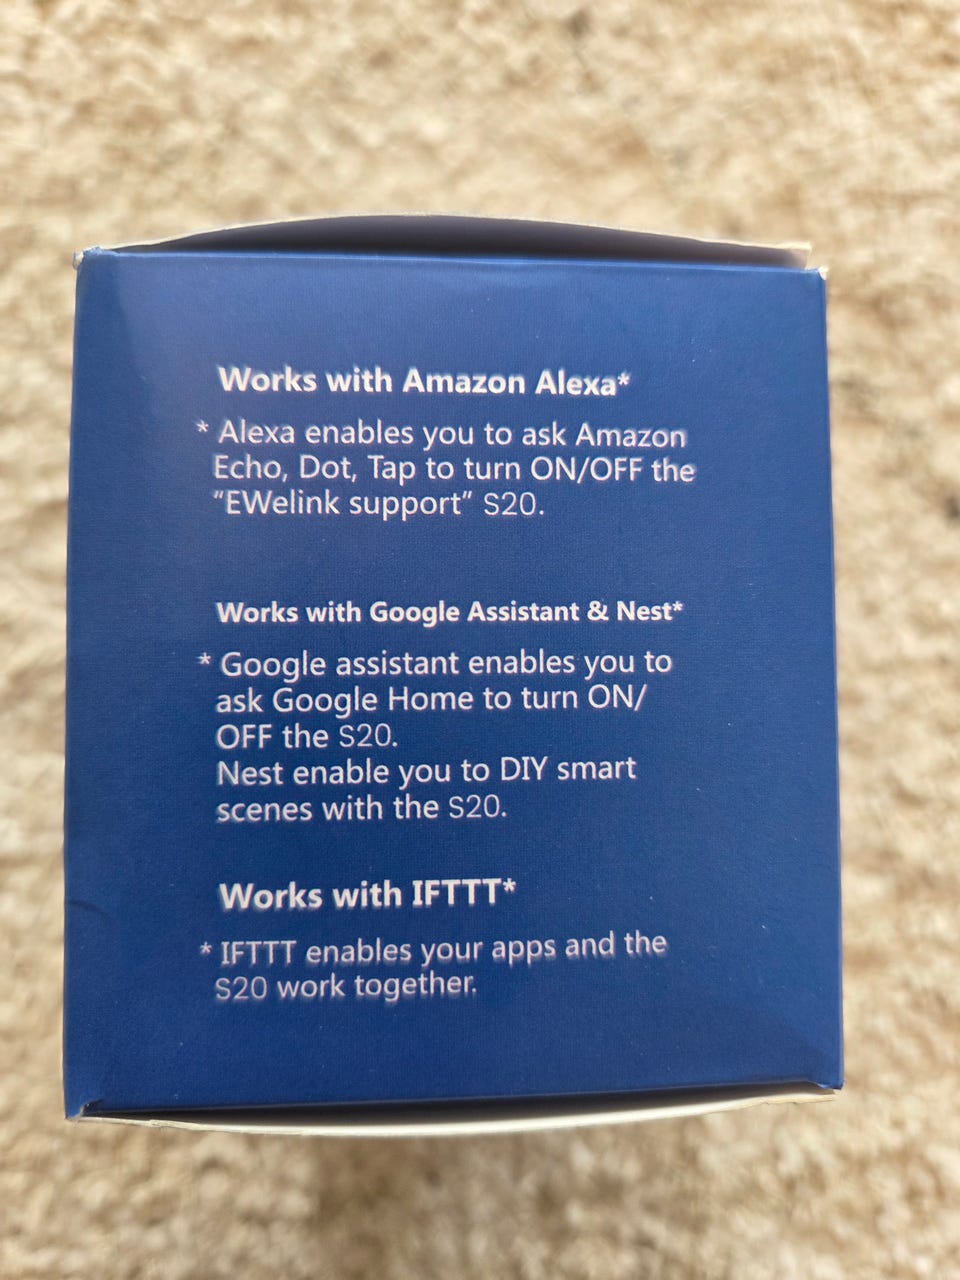 Works with Amazon Alexa*
* Alexa enables you to ask Amazon
Echo, Dot, Tap to turn ON/OFF the
“EWelink support” S20.
Works with Google Assistant & Nest*
* Google assistant enables you to
ask Google Home to turn ON/
OFF the S20.
Nest enable you to DIY smart
scenes with the S20.
Works with IFTTT*
* IFTTT enables your apps and the
S20 work together.